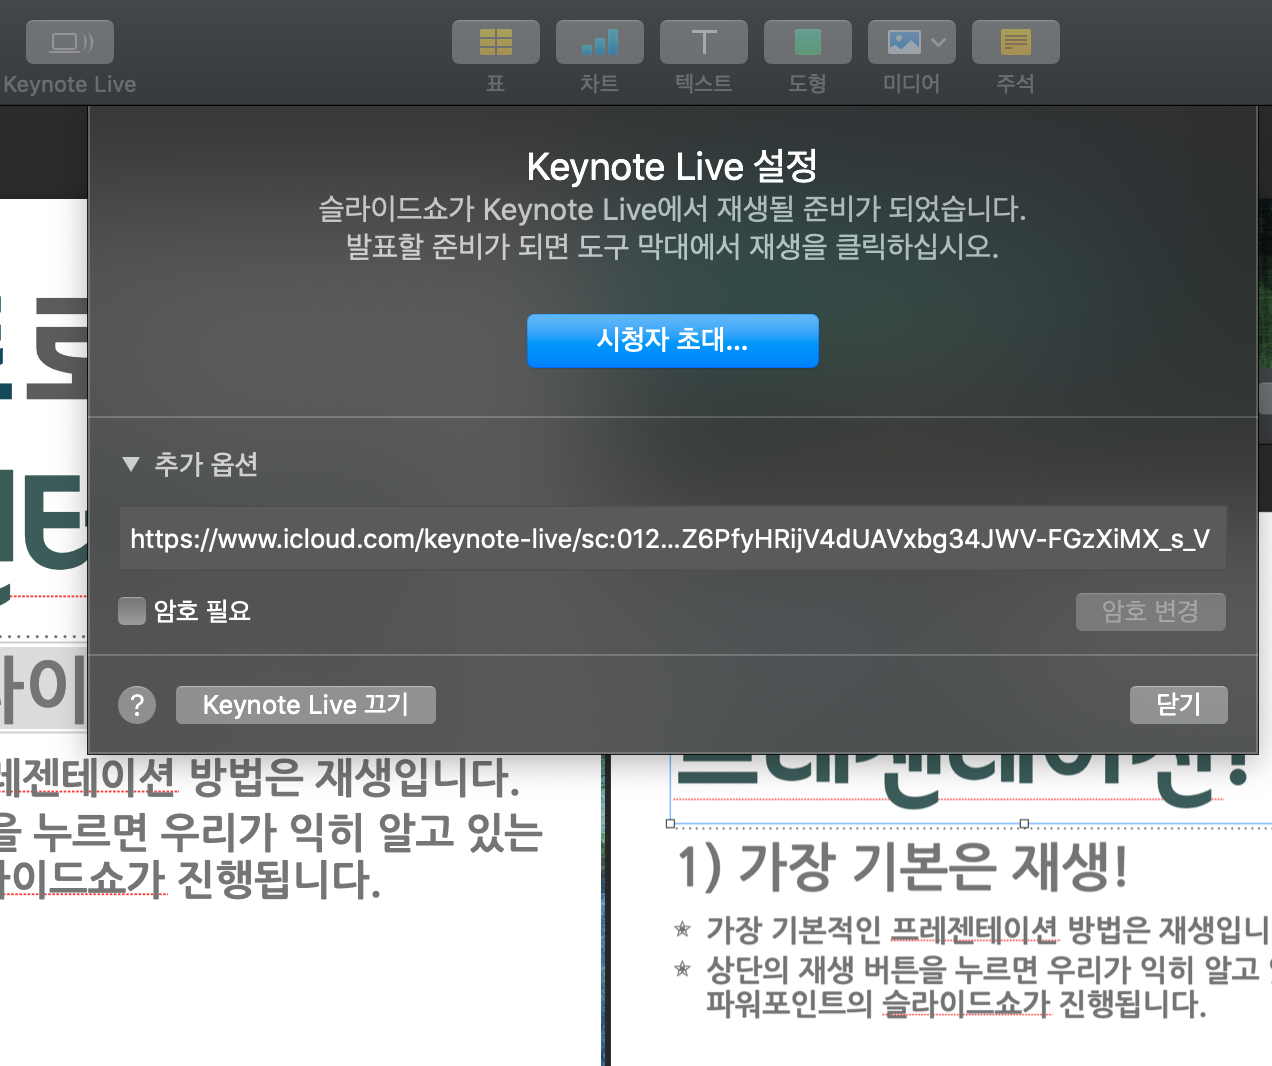 Keynote Live
표
차트
텍스트
도형
미디어
주석
Keynote Live 설정
슬라이드쇼가 Keynote Live에서 재생될 준비가 되었습니다.
발표할 준비가 되면 도구 막대에서 재생을 클릭하십시오.
시청자 초대...
▼ 추가 옵션
https://www.icloud.com/keynote-live/sc:012...Z6PfyHRijV4dUAVxbg34JWV-FGzXiMX_s_V
암호 필요
암호 변경
?
Keynote Live 끄기
닫기
레젠테이션 방법은 재생입니다.
을 누르면 우리가 익히 알고 있는
라이드쇼가 진행됩니다.
프레젠테이션!
1) 가장 기본은 재생!
가장 기본적인 프레젠테이션 방법은 재생입니
상단의 재생 버튼을 누르면 우리가 익히 알고
파워포인트의 슬라이드쇼가 진행됩니다.